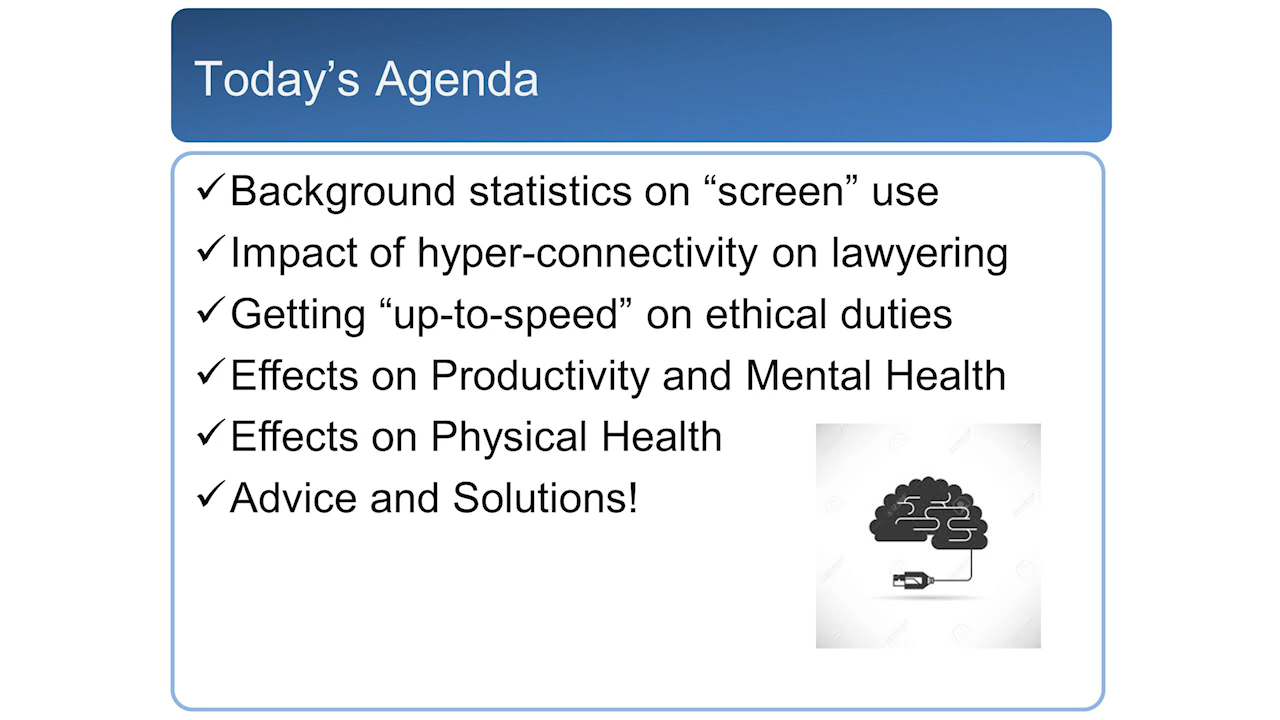 Today’s Agenda
✓Background statistics on “screen” use
✓Impact of hyper-connectivity on lawyering
✓Getting “up-to-speed” on ethical duties
✓Effects on Productivity and Mental Health
✓Effects on Physical Health
✓Advice and Solutions!